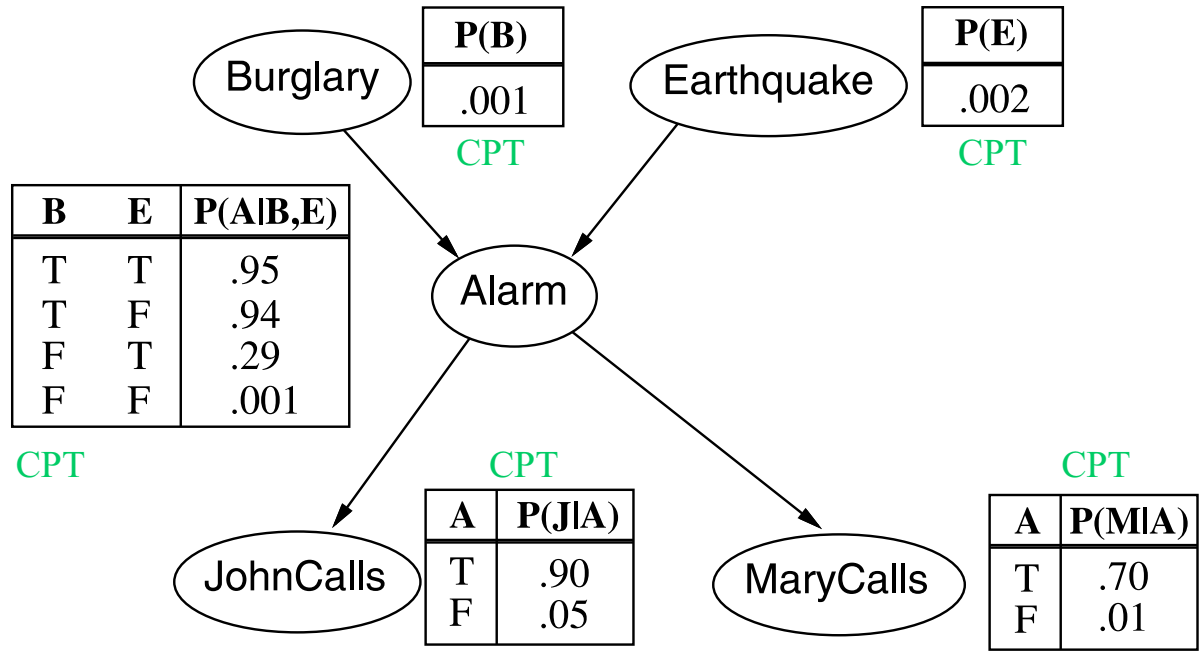 Burglary
P(B)
.001
CPT
Earthquake
P(E)
.002
CPT
B E P(A|B,E)
T T .95
T F .94
F T .29
F F .001
CPT
Alarm
CPT
A P(J|A)
T .90
F .05
JohnCalls
CPT
A P(M|A)
T .70
F .01
MaryCalls